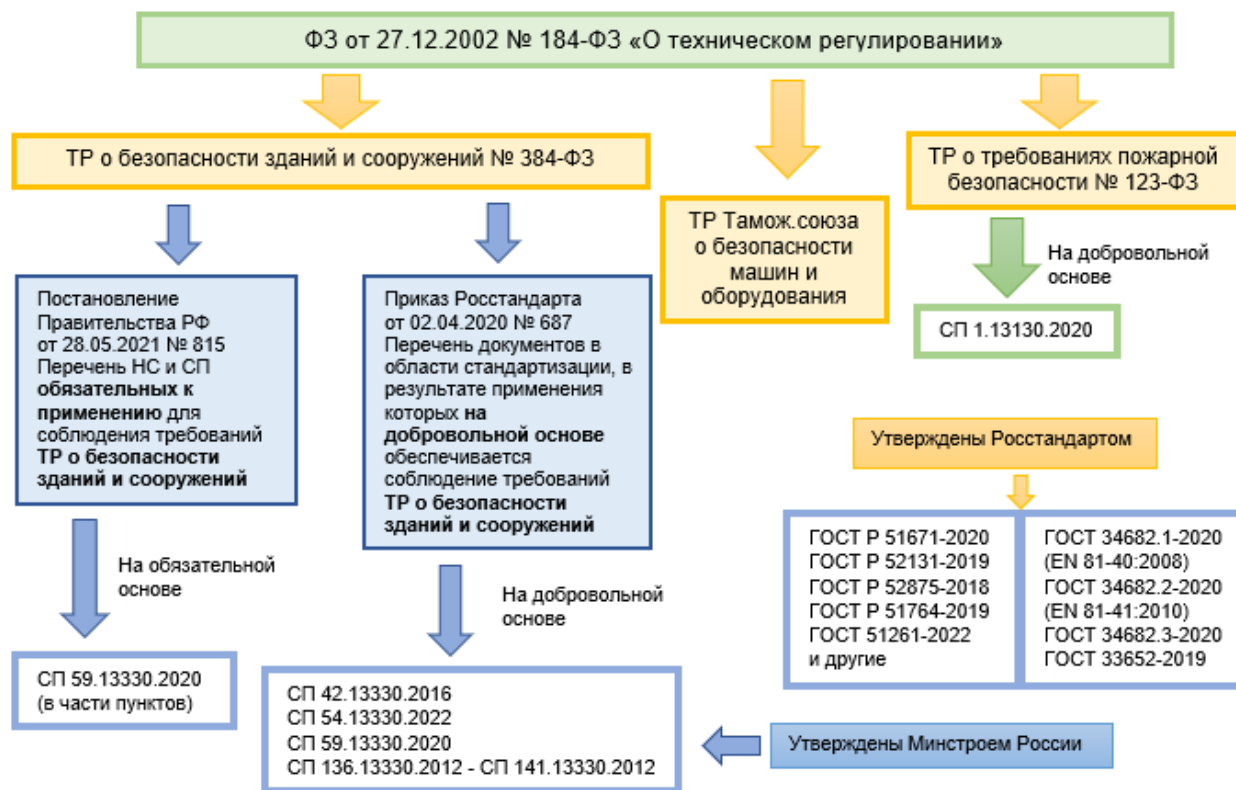 ФЗ от 27.12.2002 № 184-ФЗ «О техническом регулировании»
ТР о безопасности зданий и сооружений № 384-ФЗ
ТР Тамож.союза
о безопасности
машин и
оборудования
ТР о требованиях пожарной
безопасности № 123-ФЗ
На добровольной
основе
СП 1.13130.2020
Постановление
Правительства РФ
от 28.05.2021 № 815
Перечень НС и СП
обязательных к
применению для
соблюдения требований
ТР о безопасности
зданий и сооружений
Приказ Росстандарта
от 02.04.2020 № 687
Перечень документов в
области стандартизации, в
результате применения
которых на
добровольной основе
обеспечивается
соблюдение требований
ТР о безопасности
зданий и сооружений
На обязательной
основе
СП 59.13330.2020
(в части пунктов)
На добровольной
основе
СП 42.13330.2016
СП 54.13330.2022
СП 59.13330.2020
СП 136.13330.2012 - СП 141.13330.2012
Утверждены Росстандартом
ГОСТ Р 51671-2020
ГОСТ Р 52131-2019
ГОСТ Р 52875-2018
ГОСТ Р 51764-2019
ГОСТ 51261-2022
и другие
ГОСТ 34682.1-2020
(EN 81-40:2008)
ГОСТ 34682.2-2020
(EN 81-41:2010)
ГОСТ 34682.3-2020
ГОСТ 33652-2019
Утверждены Минстроем России